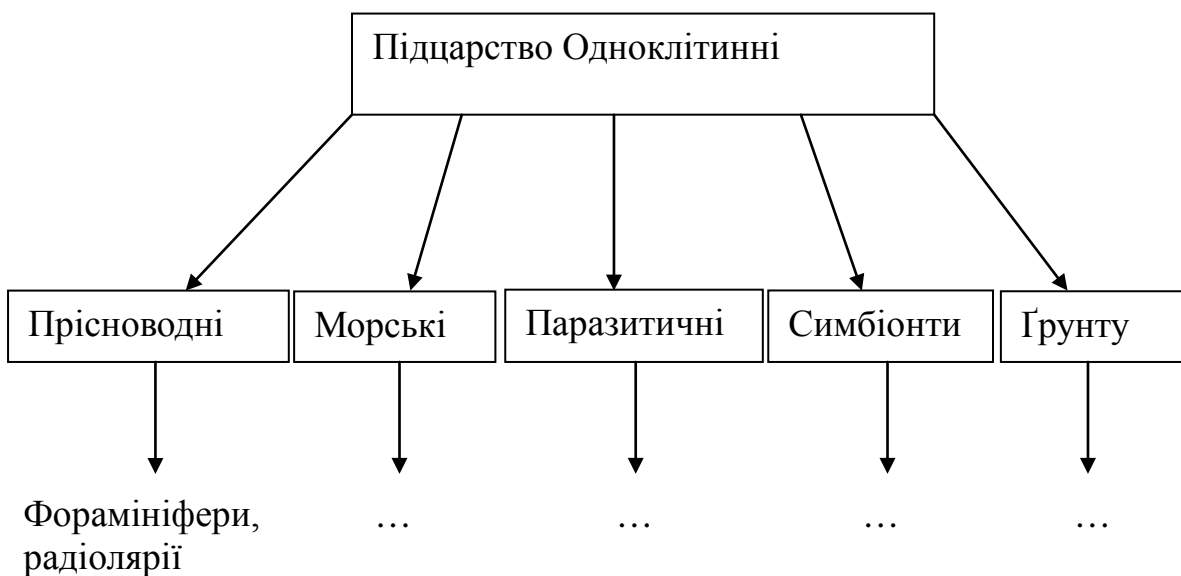 Підцарство Одноклітинні
Прісноводні
Морські
Паразитичні
Симбіонти
Ґрунту
Форамініфери,
радіолярії
…
…
…
…